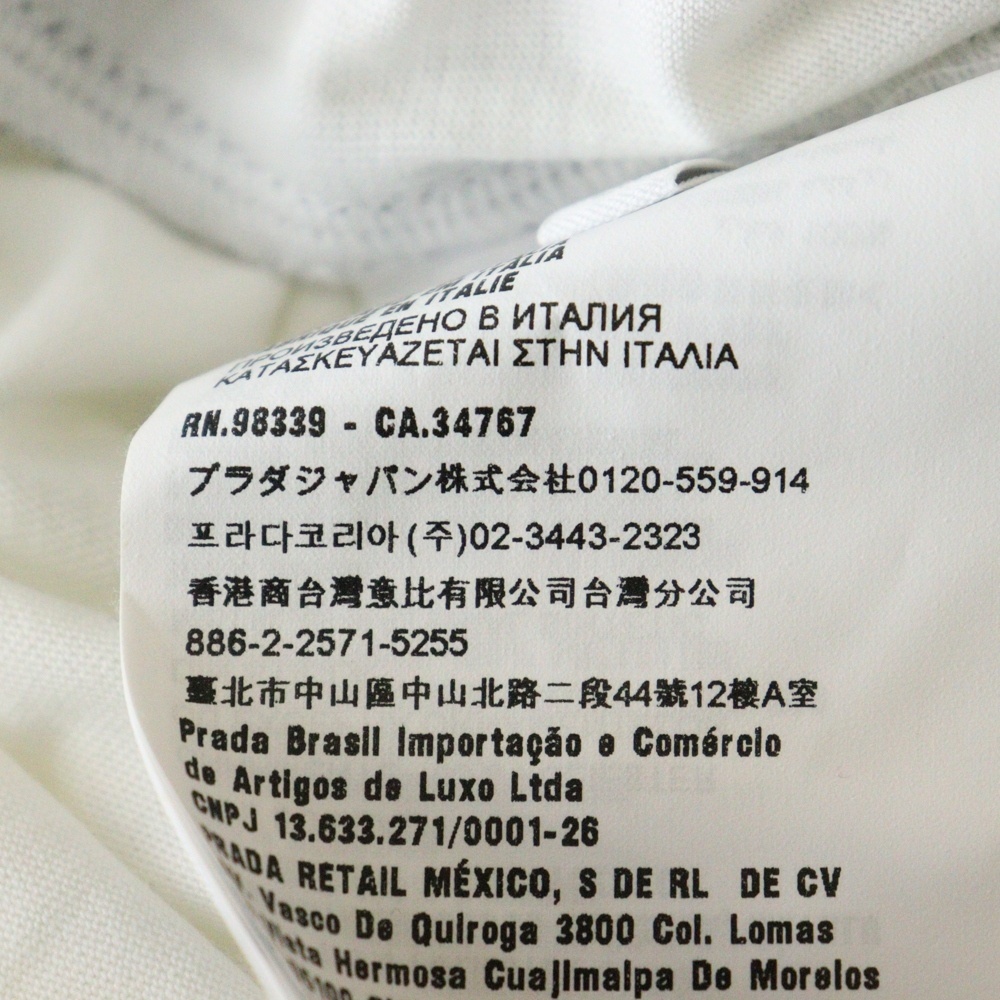 ITALIA
EN ITALIE
ПРОИЗВЕДЕНО В ИТАЛИЯ
ΚΑΤΑΣΚΕΥΑΖΕΤΑΙ ΣΤΗΝ ΙΤΑΛΙΑ
RN.98339 - CA.34767
プラダジャパン株式会社0120-559-914
프라다코리아(주)02-3443-2323
香港商台灣意比有限公司台灣分公司
886-2-2571-5255
臺北市中山區中山北路二段44號12樓A室
Prada Brasil Importação e Comércio
de Artigos de Luxo Ltda
CNPJ 13.633.271/0001-26
PRADA RETAIL MÉXICO, S DE RL DE CV
Vasco De Quiroga 3800 Col. Lomas
Vista Hermosa Cuajimalpa De Morelos